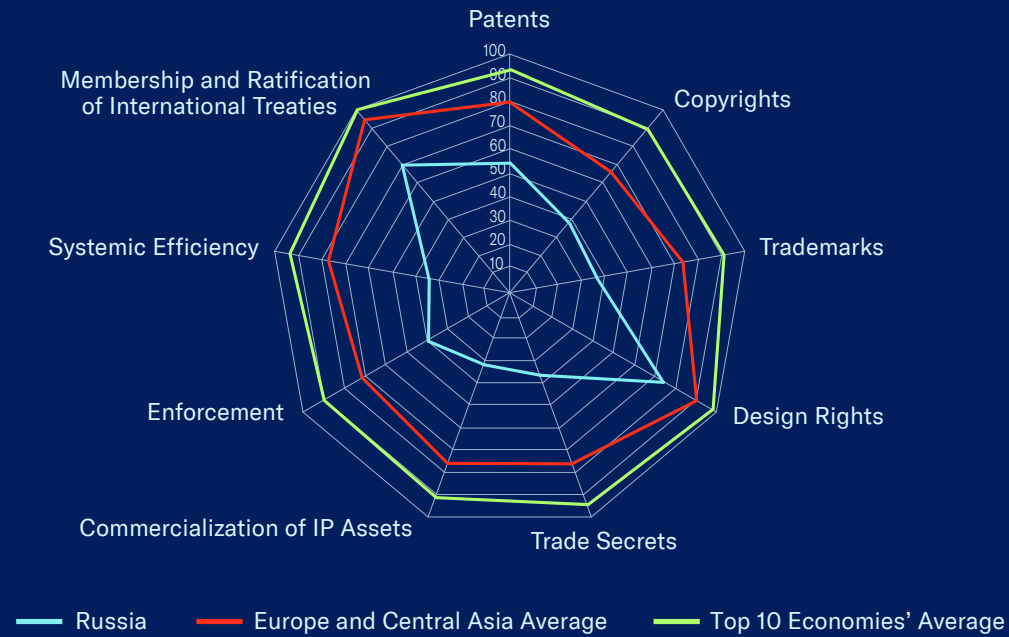 Patents
100
90
80
70
60
50
40
30
20
10
Membership and Ratification
of International Treaties
Copyrights
Systemic Efficiency
Trademarks
Enforcement
Design Rights
Commercialization of IP Assets
Trade Secrets
Russia
Europe and Central Asia Average
Top 10 Economies’ Average